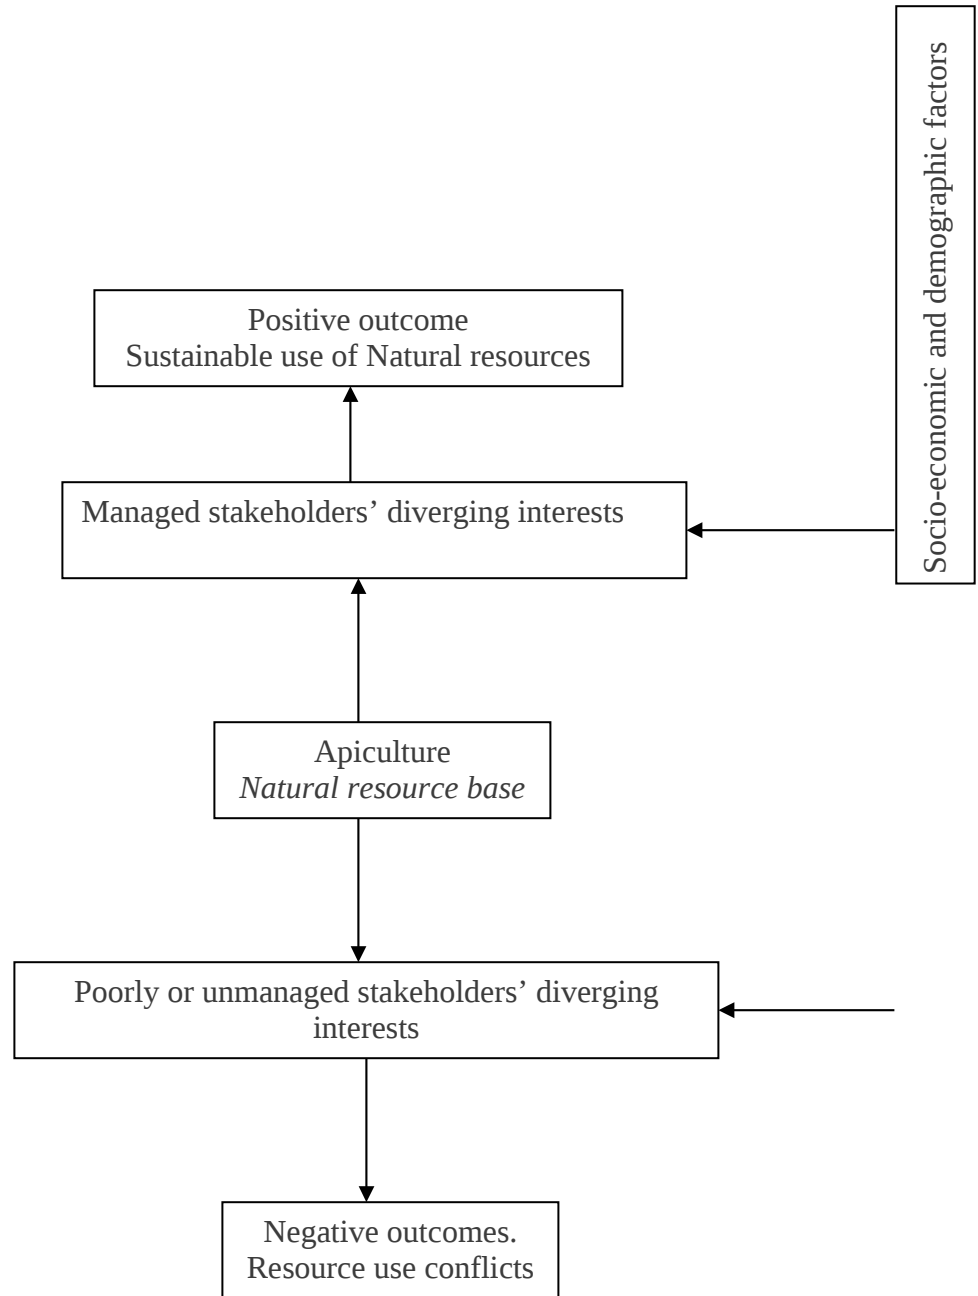 Socio-economic and demographic factors
Positive outcome
Sustainable use of Natural resources
Managed stakeholders’ diverging interests
Apiculture
Natural resource base
Poorly or unmanaged stakeholders’ diverging
interests
Negative outcomes.
Resource use conflicts